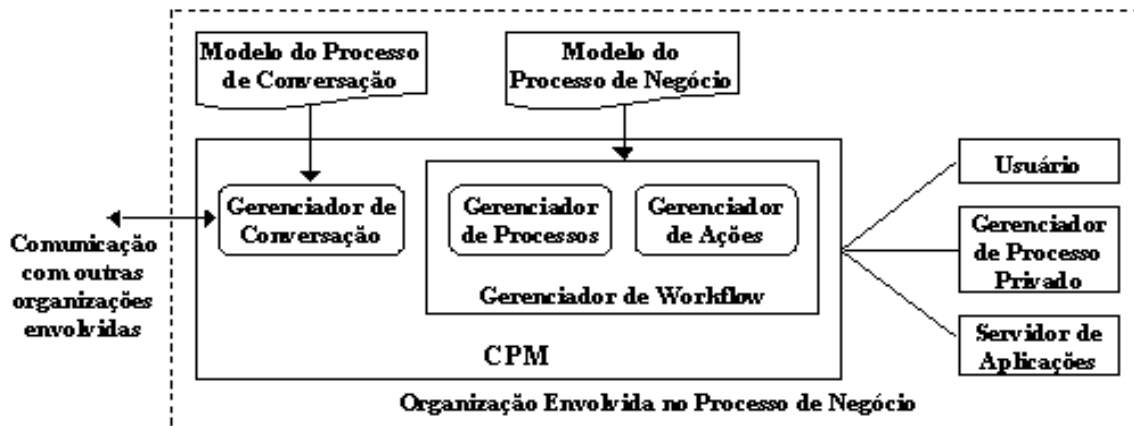 Modelo do Processo
de Conversação
Modelo do
Processo de Negócio
Gerenciador de
Conversação
Gerenciador
de Processos
Gerenciador
de Ações
Gerenciador de Workflow
CPM
Organização Envolvida no Processo de Negócio
Comunicação
com outras
organizações
envolvidas
Usuário
Gerenciador
de Processo
Privado
Servidor de
Aplicações